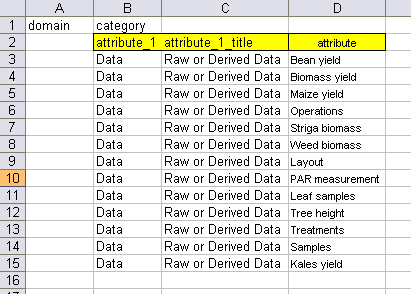 A B C D
1 domain category
2 attribute_1 attribute_1_title attribute
3 Data Raw or Derived Data Bean yield
4 Data Raw or Derived Data Biomass yield
5 Data Raw or Derived Data Maize yield
6 Data Raw or Derived Data Operations
7 Data Raw or Derived Data Striga biomass
8 Data Raw or Derived Data Weed biomass
9 Data Raw or Derived Data Layout
10 Data Raw or Derived Data PAR measurement
11 Data Raw or Derived Data Leaf samples
12 Data Raw or Derived Data Tree height
13 Data Raw or Derived Data Treatments
14 Data Raw or Derived Data Samples
15 Data Raw or Derived Data Kales yield
16
17